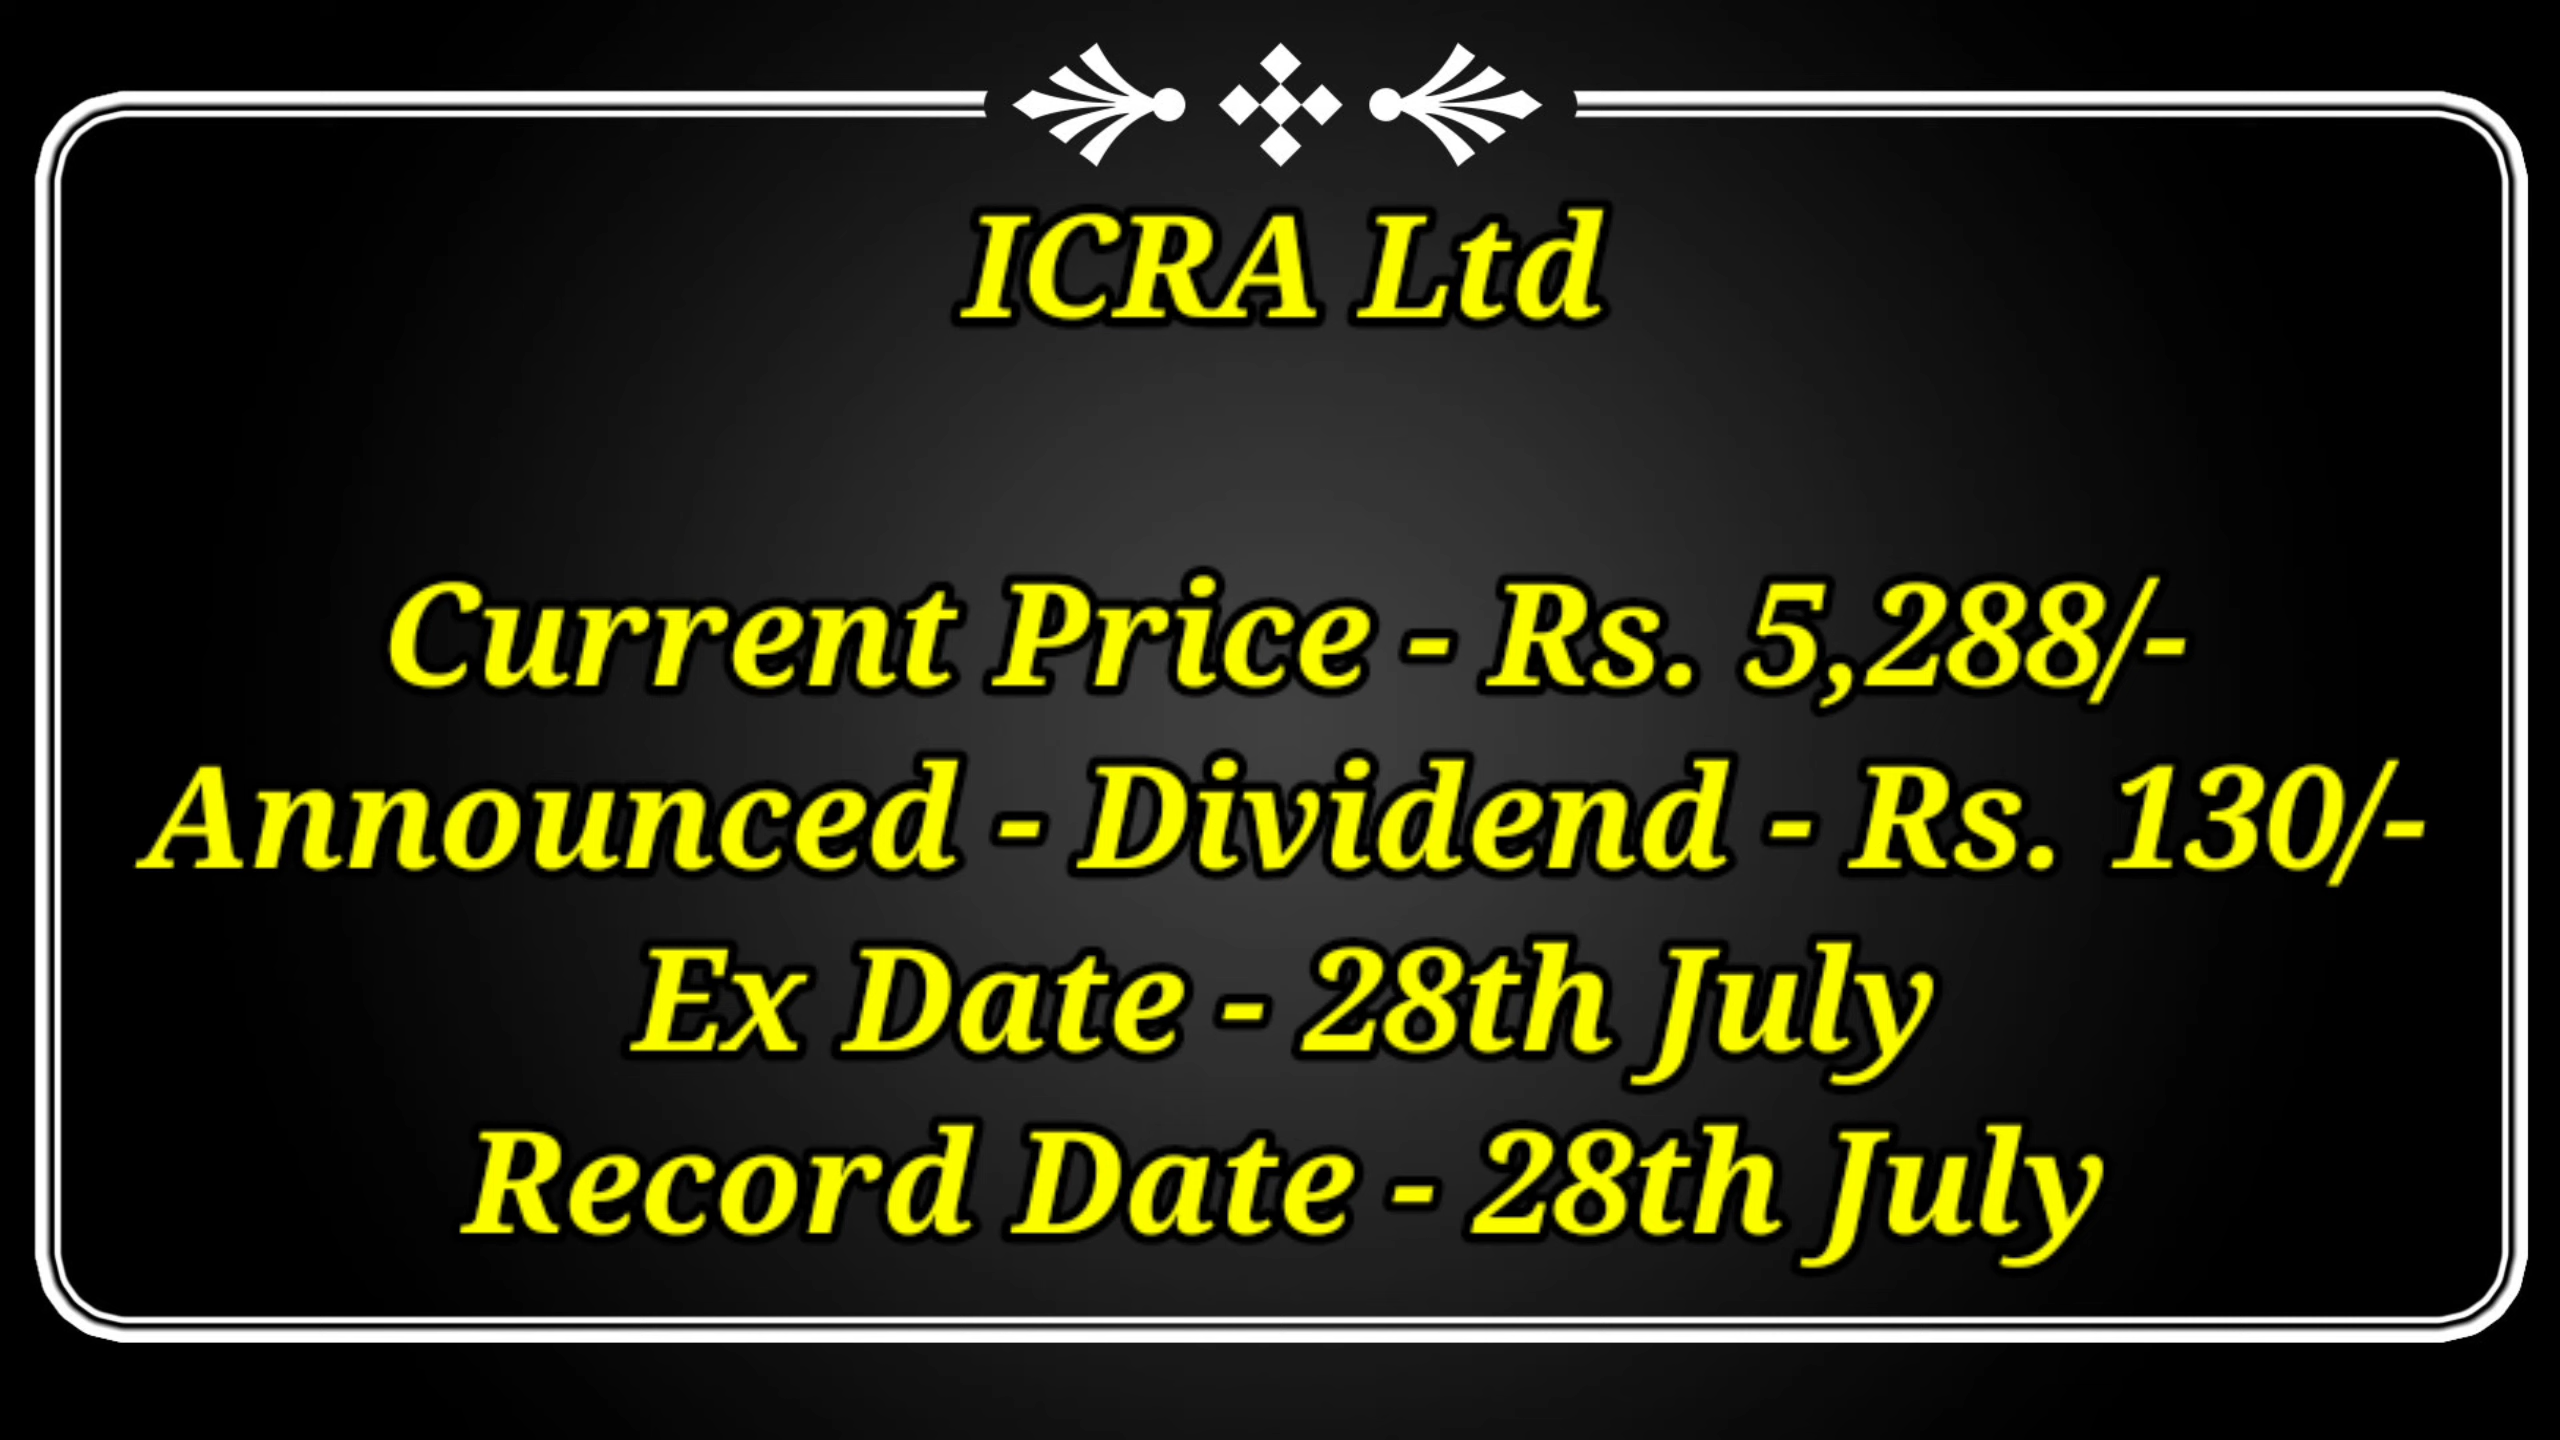 ICRA Ltd
Current Price - Rs. 5,288/-
Announced - Dividend - Rs. 130/-
Ex Date - 28th July
Record Date - 28th July